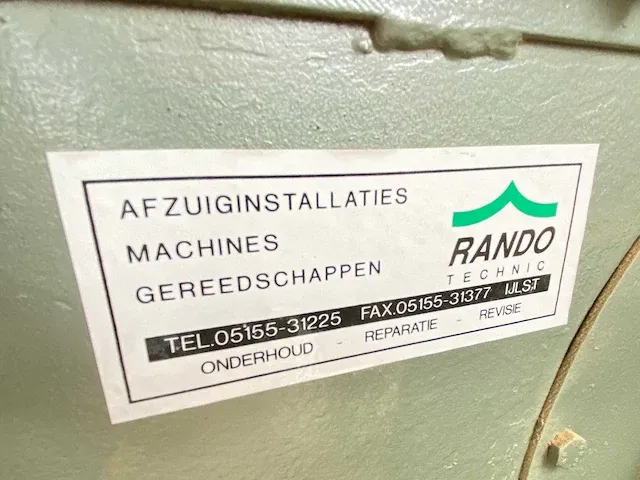 AFZUIGINSTALLATIES
MACHINES
GEREEDSCHAPPEN
RANDO
TECHNIC
TEL.05155-31225 FAX.05155-31377 IJLST
ONDERHOUD - REPARATIE - REVISIE